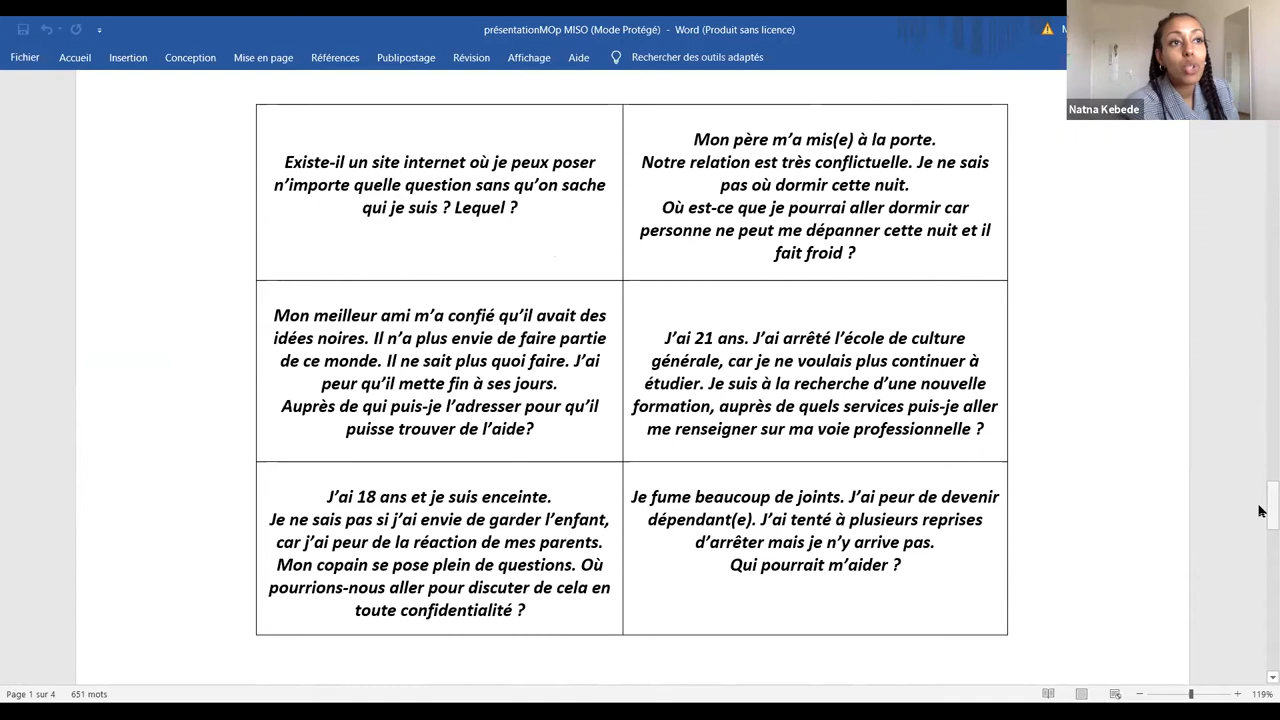 présentationMOp MISO (Mode Protégé) - Word (Produit sans licence)
Fichier Accueil Insertion Conception Mise en page Références Publipostage Révision Affichage Aide Rechercher des outils adaptés
Natna Kebede
Existe-il un site internet où je peux poser
n’importe quelle question sans qu’on sache
qui je suis ? Lequel ?
Mon père m’a mis(e) à la porte.
Notre relation est très conflictuelle. Je ne sais
pas où dormir cette nuit.
Où est-ce que je pourrai aller dormir car
personne ne peut me dépanner cette nuit et il
fait froid ?
Mon meilleur ami m’a confié qu’il avait des
idées noires. Il n’a plus envie de faire partie
de ce monde. Il ne sait plus quoi faire. J’ai
peur qu’il mette fin à ses jours.
Auprès de qui puis-je l’adresser pour qu’il
puisse trouver de l’aide?
J’ai 21 ans. J’ai arrêté l’école de culture
générale, car je ne voulais plus continuer à
étudier. Je suis à la recherche d’une nouvelle
formation, auprès de quels services puis-je aller
me renseigner sur ma voie professionnelle ?
J’ai 18 ans et je suis enceinte.
Je ne sais pas si j’ai envie de garder l’enfant,
car j’ai peur de la réaction de mes parents.
Mon copain se pose plein de questions. Où
pourrions-nous aller pour discuter de cela en
toute confidentialité ?
Je fume beaucoup de joints. J’ai peur de devenir
dépendant(e). J’ai tenté à plusieurs reprises
d’arrêter mais je n’y arrive pas.
Qui pourrait m’aider ?
Page 1 sur 4 651 mots 119%